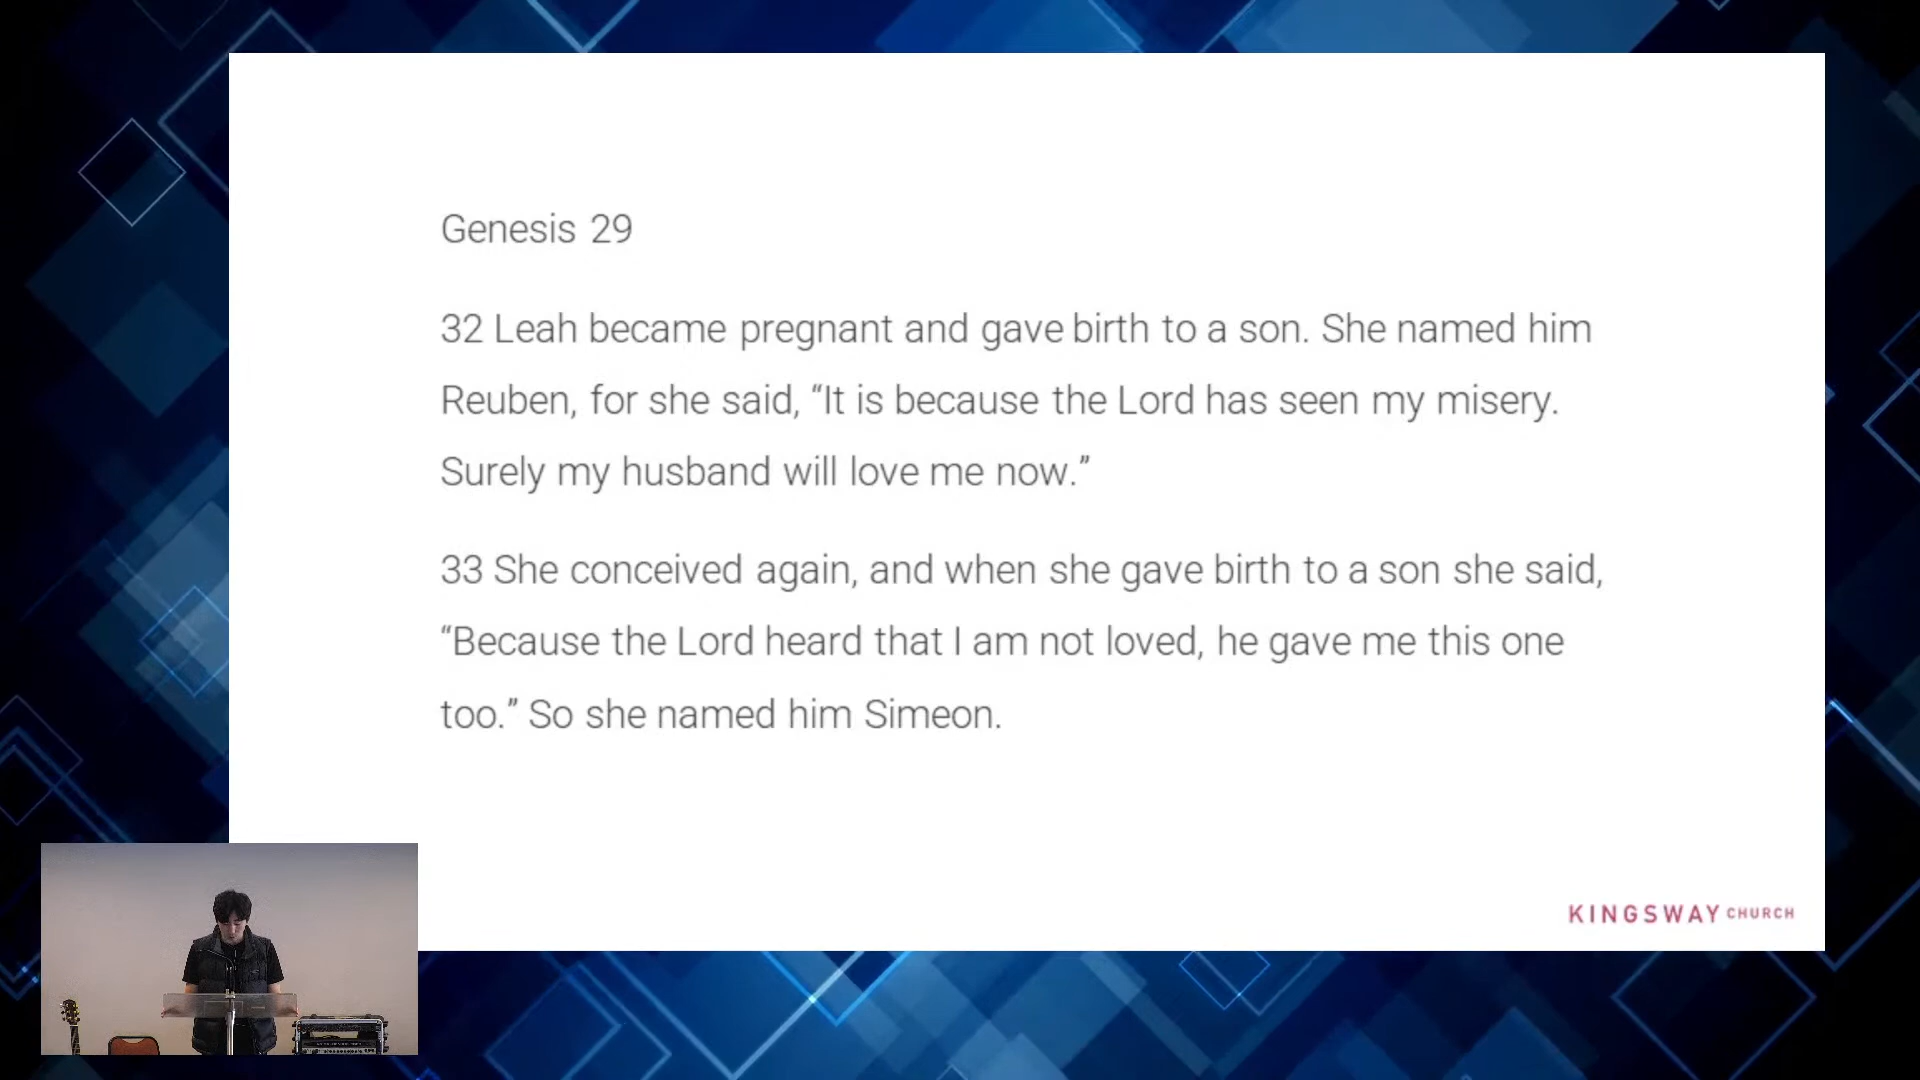 Genesis 29
32 Leah became pregnant and gave birth to a son. She named him
Reuben, for she said, “It is because the Lord has seen my misery.
Surely my husband will love me now.”
33 She conceived again, and when she gave birth to a son she said,
“Because the Lord heard that I am not loved, he gave me this one
too.” So she named him Simeon.
KINGSWAY CHURCH